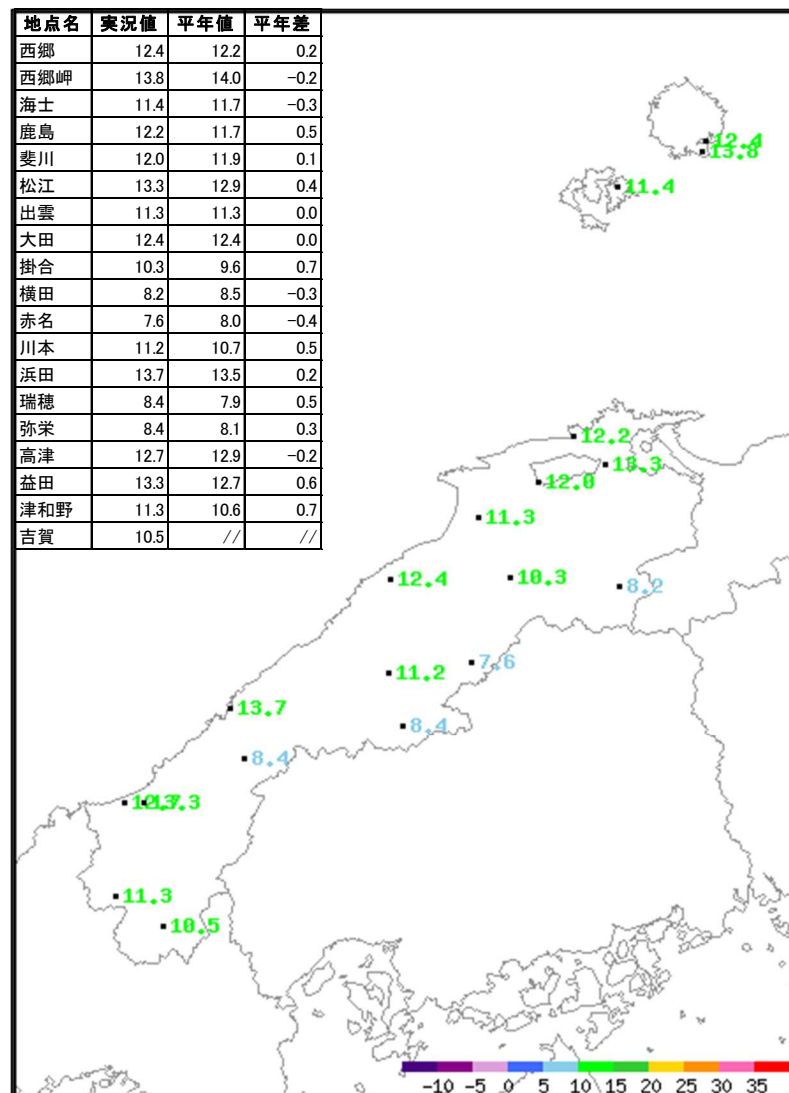 地点名 実況値 平年値 平年差
西郷 12.4 12.2 0.2
西郷岬 13.8 14.0 -0.2
海士 11.4 11.7 -0.3
鹿島 12.2 11.7 0.5
斐川 12.0 11.9 0.1
松江 13.3 12.9 0.4
出雲 11.3 11.3 0.0
大田 12.4 12.4 0.0
掛合 10.3 9.6 0.7
横田 8.2 8.5 -0.3
赤名 7.6 8.0 -0.4
川本 11.2 10.7 0.5
浜田 13.7 13.5 0.2
瑞穂 8.4 7.9 0.5
弥栄 8.4 8.1 0.3
高津 12.7 12.9 -0.2
益田 13.3 12.7 0.6
津和野 11.3 10.6 0.7
吉賀 10.5 // //
12.4
13.8
11.4
12.2
13.3
12.0
11.3
12.4
10.3
8.2
7.6
11.2
13.7
8.4
8.4
12.7
13.3
11.3
10.5
-10 -5 0 5 10 15 20 25 30 35